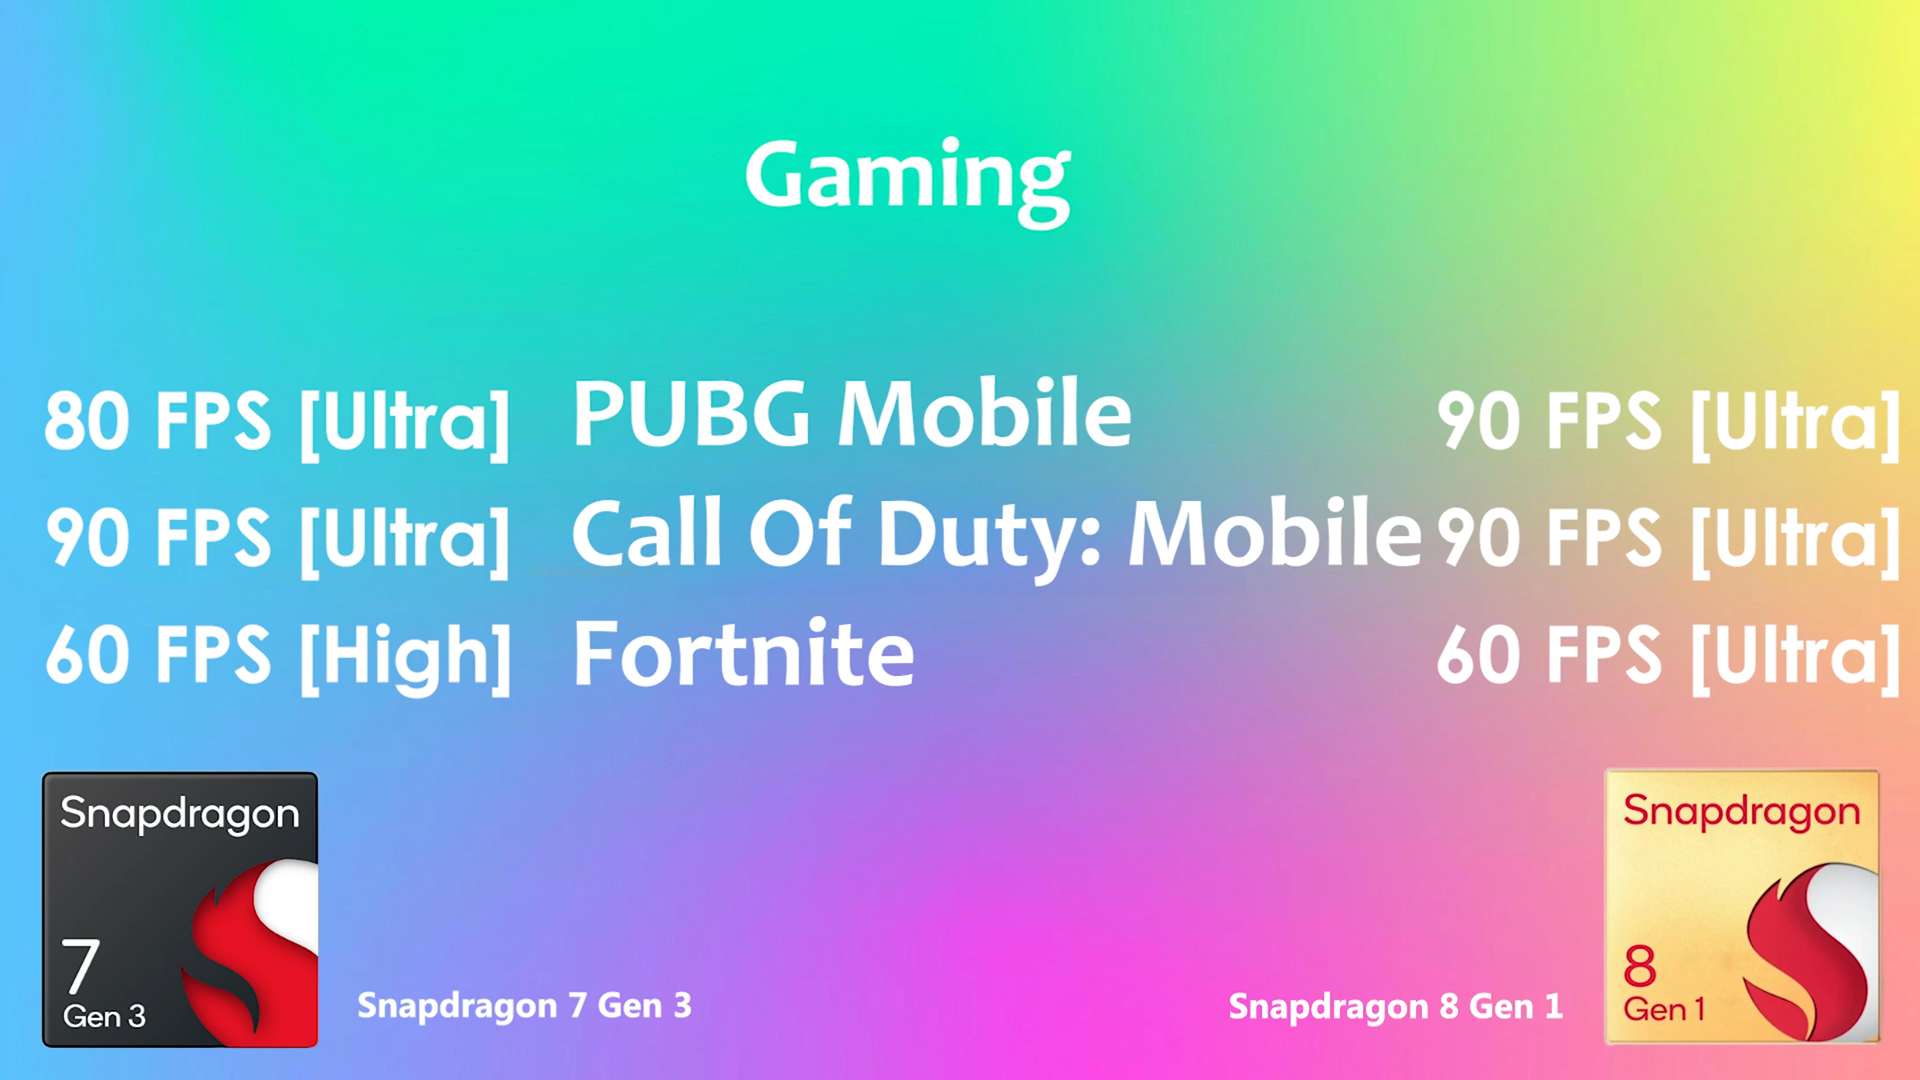 Gaming
80 FPS [Ultra] PUBG Mobile 90 FPS [Ultra]
90 FPS [Ultra] Call Of Duty: Mobile 90 FPS [Ultra]
60 FPS [High] Fortnite 60 FPS [Ultra]
Snapdragon
7
Gen 3
Snapdragon 7 Gen 3
Snapdragon 8 Gen 1
Snapdragon
8
Gen 1